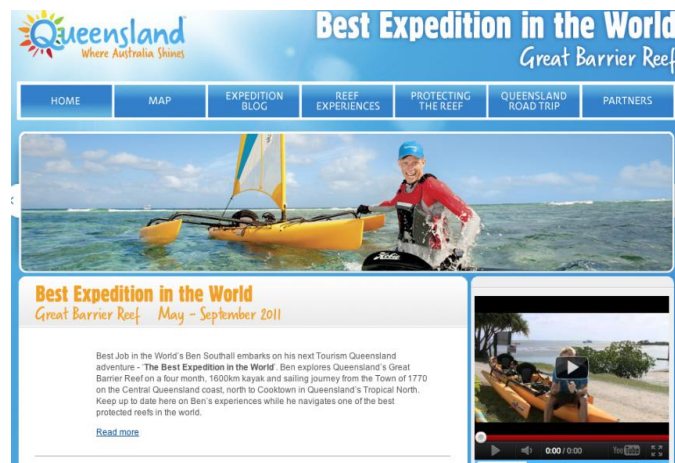 Queensland
Where Australia Shines
Best Expedition in the World
Great Barrier Reef
HOME
MAP
EXPEDITION
BLOG
REEF
EXPERIENCES
PROTECTING
THE REEF
QUEENSLAND
ROAD TRIP
PARTNERS
Hobie
Best Expedition in the World
Great Barrier Reef May - September 2011
Best Job in the World's Ben Southall embarks on his next Tourism Queensland
adventure - 'The Best Expedition in the World'. Ben explores Queensland's Great
Barrier Reef on a four month, 1600km kayak and sailing journey from the Town of 1770
on the Central Queensland coast, north to Cooktown in Queensland's Tropical North.
Keep up to date here on Ben's experiences while he navigates one of the best
protected reefs in the world.
Read more
0:00 / 0:00
YouTube